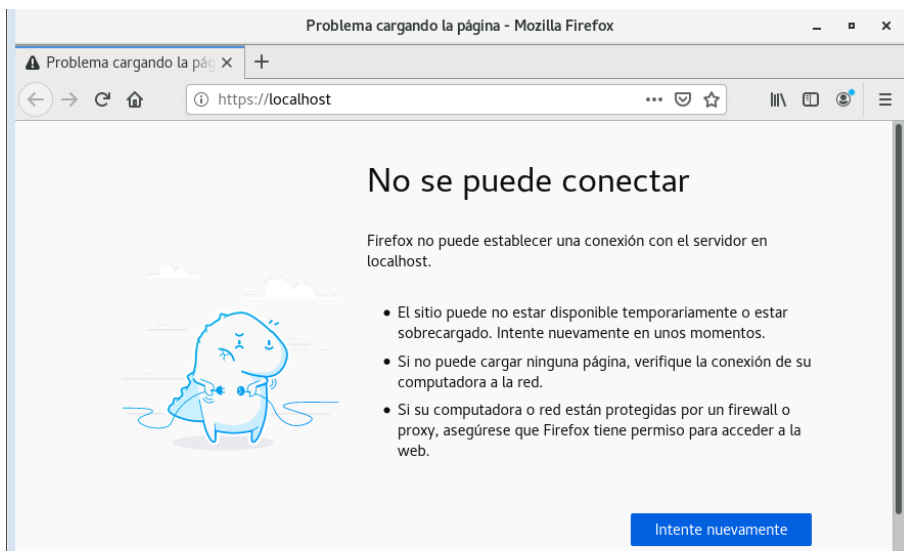 Problema cargando la página - Mozilla Firefox
Problema cargando la pág
https://localhost
No se puede conectar
Firefox no puede establecer una conexión con el servidor en
localhost.
• El sitio puede no estar disponible temporariamente o estar
sobrecargado. Intente nuevamente en unos momentos.
• Si no puede cargar ninguna página, verifique la conexión de su
computadora a la red.
• Si su computadora o red están protegidas por un firewall o
proxy, asegúrese que Firefox tiene permiso para acceder a la
web.
Intente nuevamente